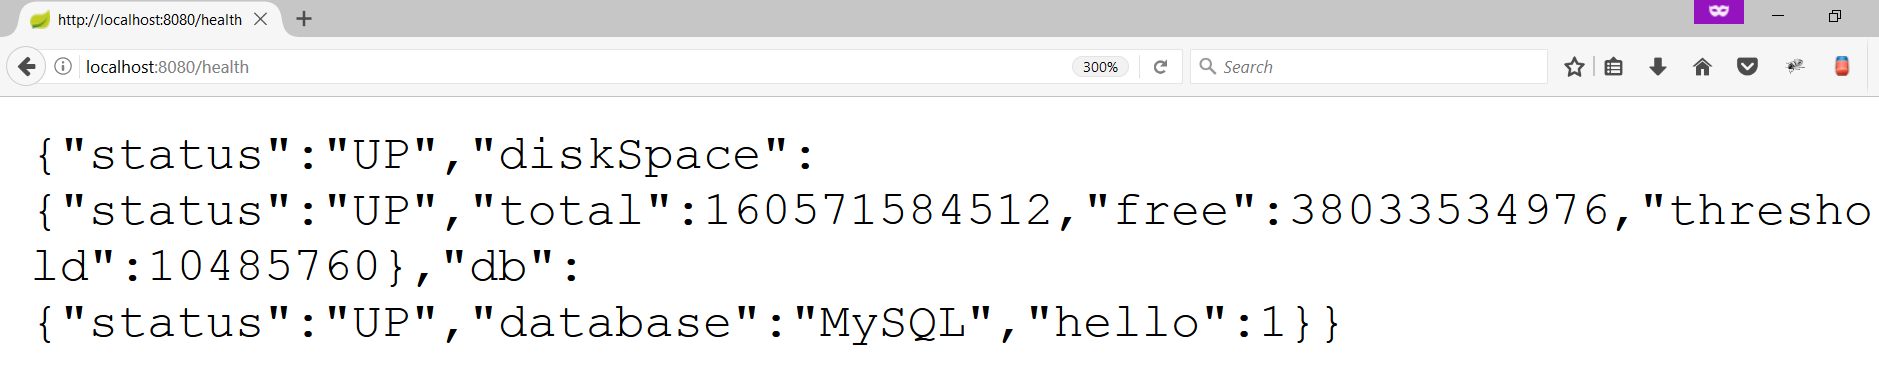 http://localhost:8080/health
localhost:8080/health
300%
Search
{"status":"UP","diskSpace":
{"status":"UP","total":160571584512,"free":38033534976,"thresho
ld":10485760},"db":
{"status":"UP","database":"MySQL","hello":1}}